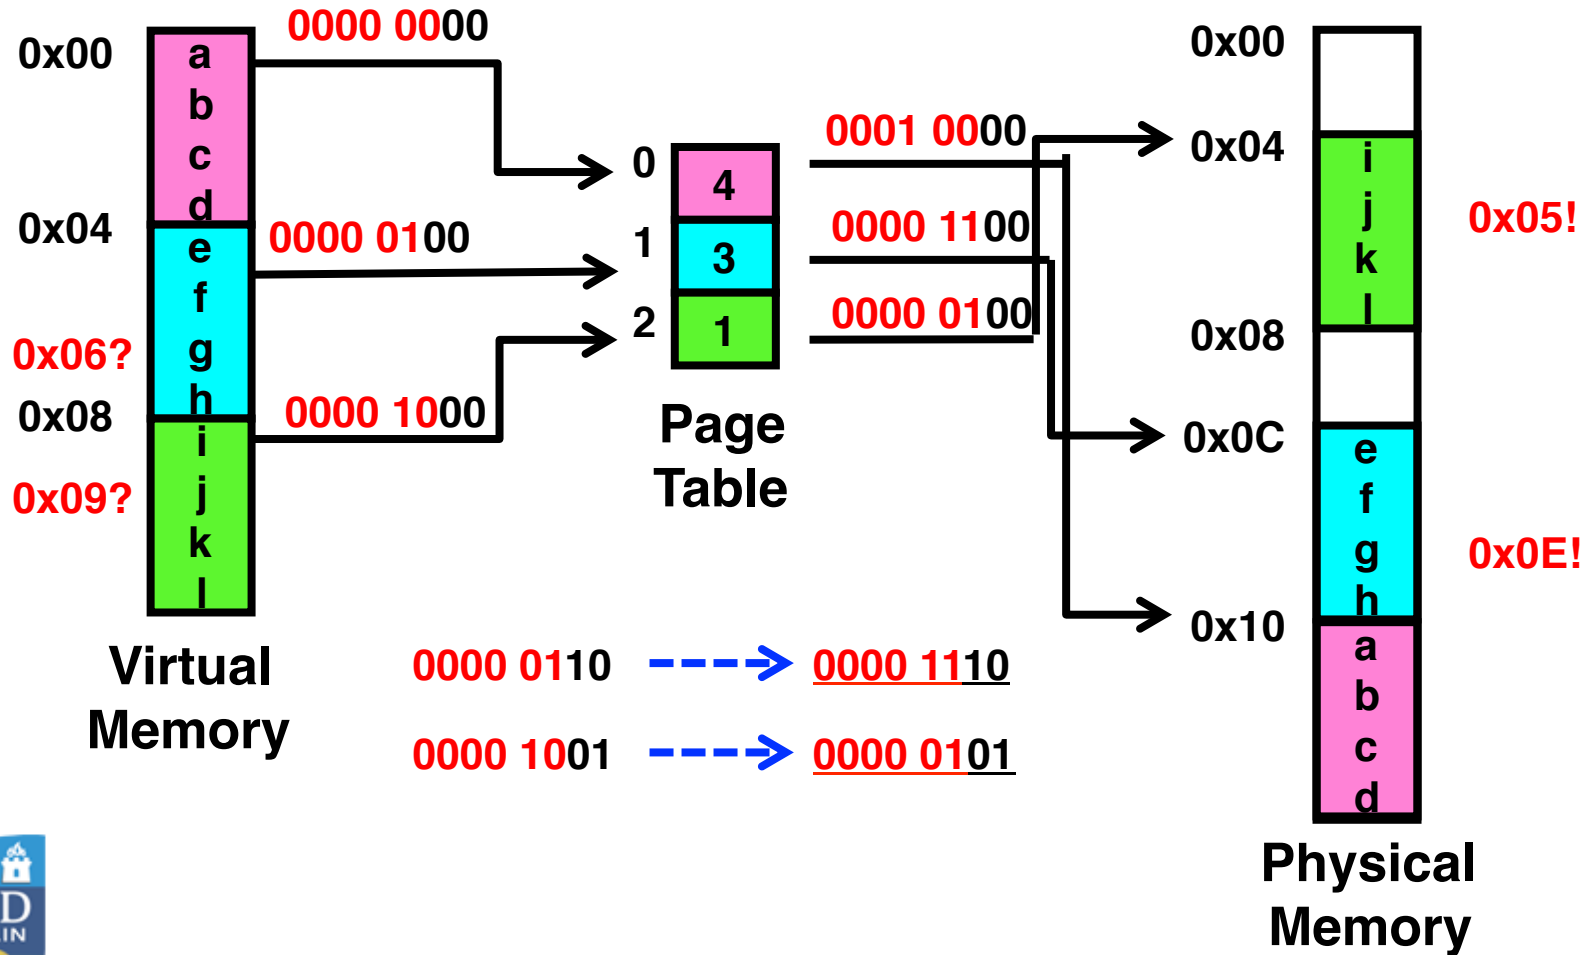 0x00
a
b
c
d
0x04
e
f
0x06?
g
h
0x08
i
0x09?
j
k
l
Virtual
Memory
0000 0000
0000 0100
0000 1000
0
4
1
3
2
1
Page
Table
0001 0000
0000 1100
0000 0100
0000 0110
0000 1110
0000 1001
0000 0101
0x00
0x04
i
j
0x05!
k
l
0x08
0x0C
e
f
g
0x0E!
h
0x10
a
b
c
d
Physical
Memory
D
IN